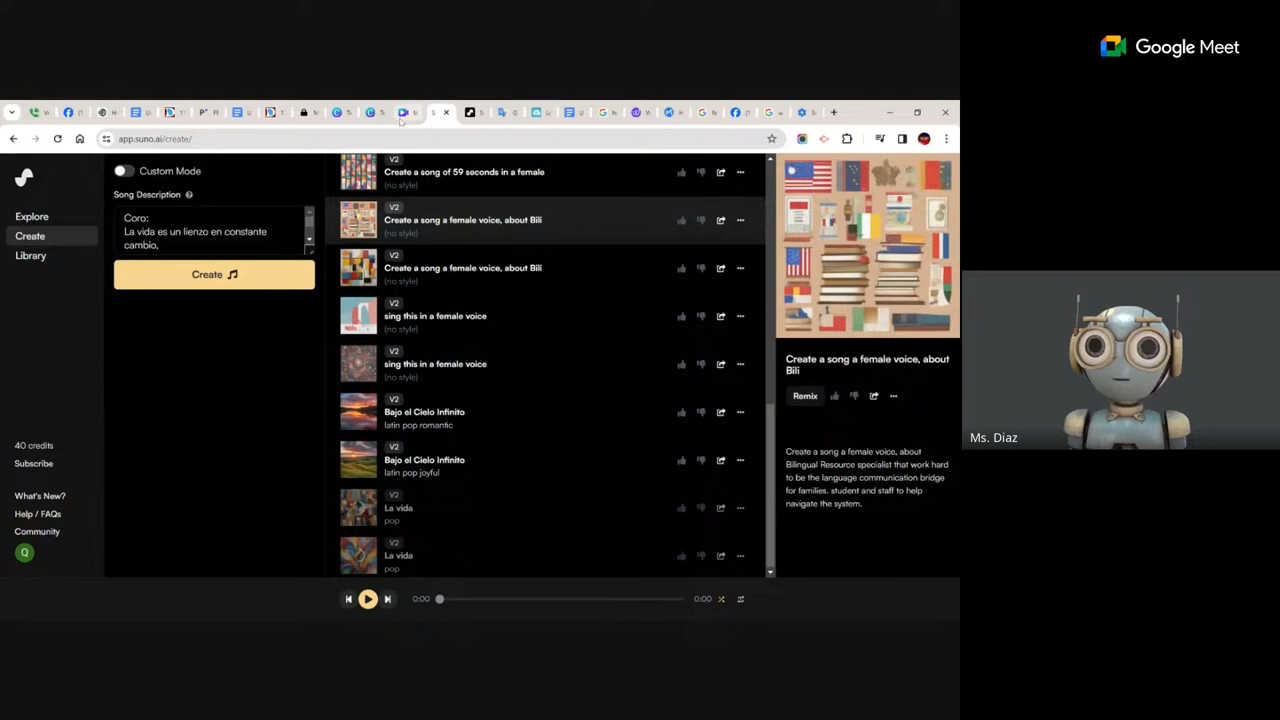 Google Meet
app.suno.ai/create/
Custom Mode
Song Description
Coro:
La vida es un lienzo en constante
cambio,
Create
Explore
Create
Library
40 credits
Subscribe
What's New?
Help / FAQs
Community
Q
V2
Create a song of 59 seconds in a female
(no style)
V2
Create a song a female voice, about Bili
(no style)
V2
Create a song a female voice, about Bili
(no style)
V2
sing this in a female voice
(no style)
V2
sing this in a female voice
(no style)
V2
Bajo el Cielo Infinito
latin pop romantic
V2
Bajo el Cielo Infinito
latin pop joyful
V2
La vida
pop
V2
La vida
pop
Create a song a female voice, about
Bili
Remix
Create a song a female voice, about
Bilingual Resource specialist that work hard
to be the language communication bridge
for families. student and staff to help
navigate the system.
0:00
0:00
Ms. Diaz